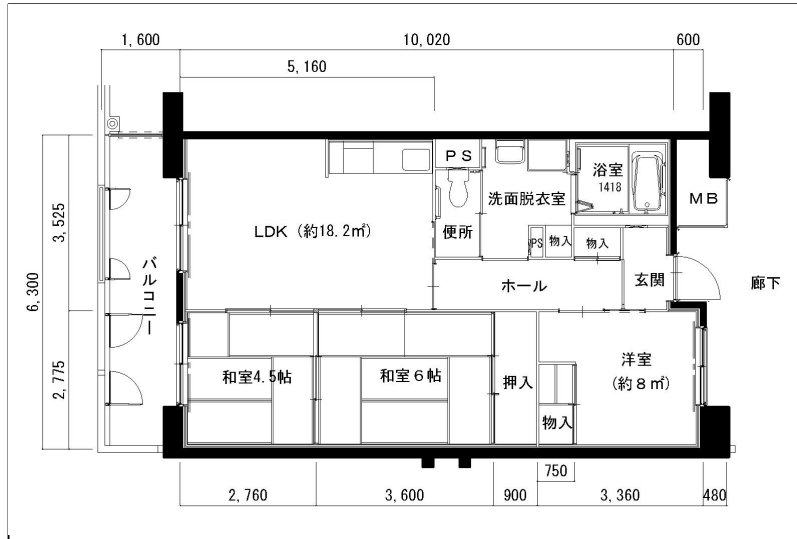 1,600
10,020
600
5,160
PS
浴室
1418
洗面脱衣室
MB
LDK (約18.2㎡)
便所
PS
物入
物入
3,525
6,300
バルコニー
ホール
玄関
廊下
2,775
和室4.5帖
和室6帖
押入
洋室
(約8㎡)
物入
750
2,760
3,600
900
3,360
480